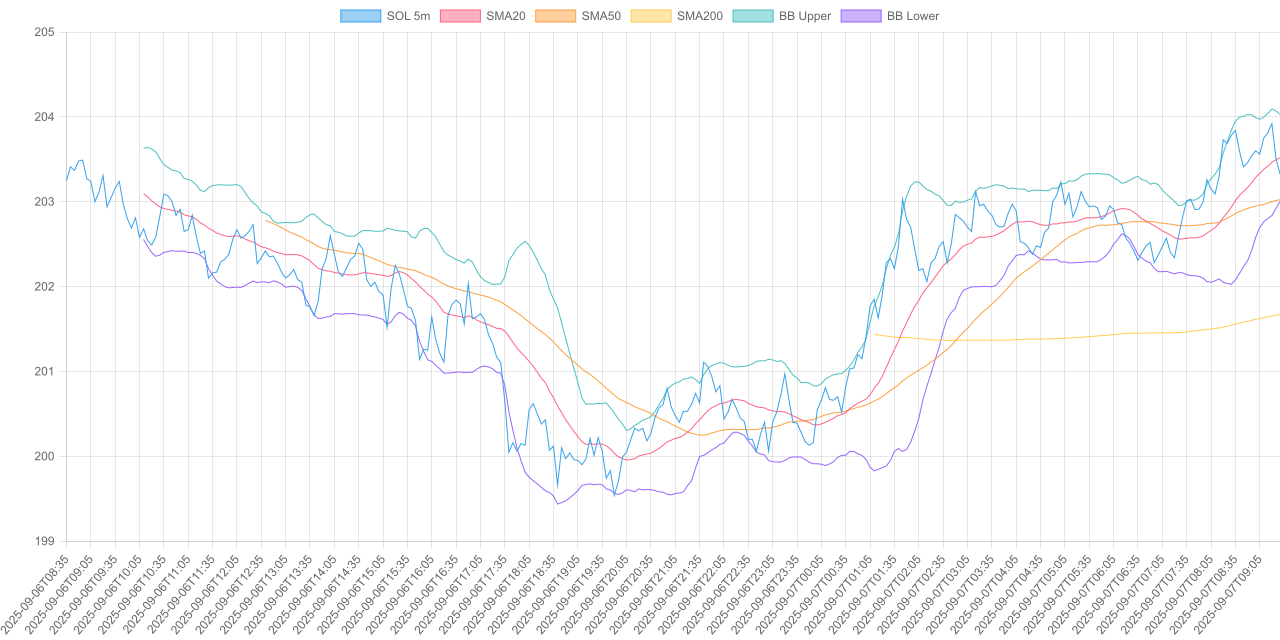 SOL 5m SMA20 SMA50 SMA200 BB Upper BB Lower
205
204
203
202
201
200
199
2025-09-06T08:35
2025-09-06T09:05
2025-09-06T09:35
2025-09-06T10:05
2025-09-06T10:35
2025-09-06T11:05
2025-09-06T11:35
2025-09-06T12:05
2025-09-06T12:35
2025-09-06T13:05
2025-09-06T13:35
2025-09-06T14:05
2025-09-06T14:35
2025-09-06T15:05
2025-09-06T15:35
2025-09-06T16:05
2025-09-06T16:35
2025-09-06T17:05
2025-09-06T17:35
2025-09-06T18:05
2025-09-06T18:35
2025-09-06T19:05
2025-09-06T19:35
2025-09-06T20:05
2025-09-06T20:35
2025-09-06T21:05
2025-09-06T21:35
2025-09-06T22:05
2025-09-06T22:35
2025-09-06T23:05
2025-09-06T23:35
2025-09-07T00:05
2025-09-07T00:35
2025-09-07T01:05
2025-09-07T01:35
2025-09-07T02:05
2025-09-07T02:35
2025-09-07T03:05
2025-09-07T03:35
2025-09-07T04:05
2025-09-07T04:35
2025-09-07T05:05
2025-09-07T05:35
2025-09-07T06:05
2025-09-07T06:35
2025-09-07T07:05
2025-09-07T07:35
2025-09-07T08:05
2025-09-07T08:35
2025-09-07T09:05